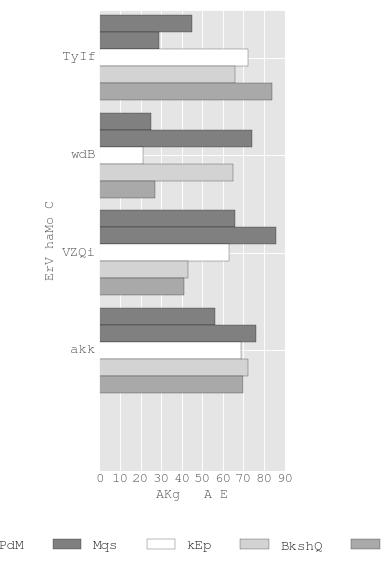 TyIf
wdB
VZQi
akk
ErV haMo C
0 10 20 30 40 50 60 70 80 90
AKg A E
PdM Mqs kEp BkshQ